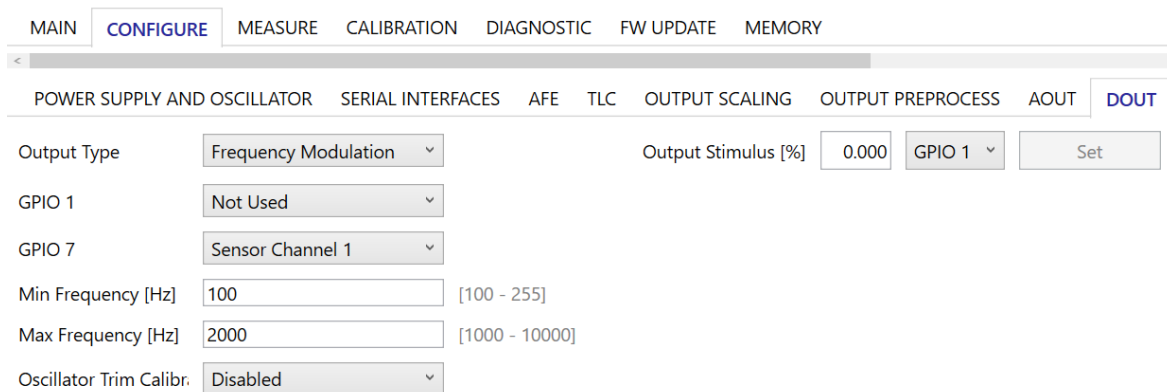 MAIN CONFIGURE MEASURE CALIBRATION DIAGNOSTIC FW UPDATE MEMORY
POWER SUPPLY AND OSCILLATOR SERIAL INTERFACES AFE TLC OUTPUT SCALING OUTPUT PREPROCESS AOUT DOUT
Output Type Frequency Modulation Output Stimulus [%] 0.000 GPIO 1 Set
GPIO 1 Not Used
GPIO 7 Sensor Channel 1
Min Frequency [Hz] 100 [100 - 255]
Max Frequency [Hz] 2000 [1000 - 10000]
Oscillator Trim Calibr Disabled